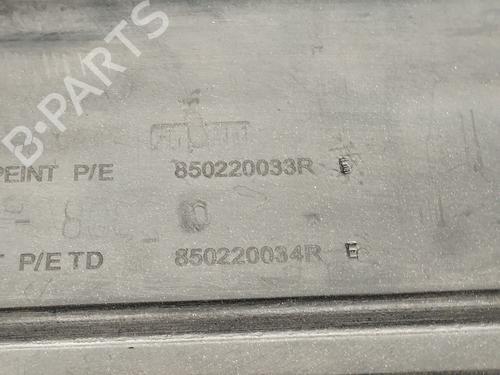 B-PARTS
PEINT P/E 850220033R E
T P/E TD 850220034R E